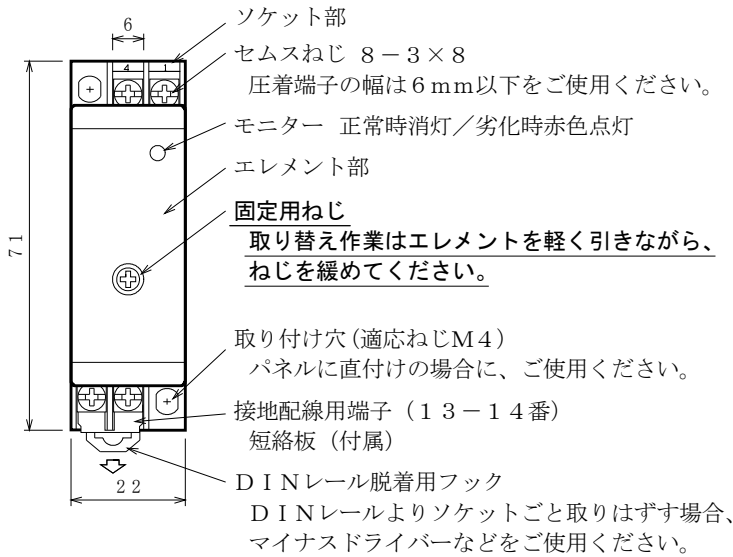 6
ソケット部
セムスねじ ８－３×８
圧着端子の幅は６ｍｍ以下をご使用ください。
4 1
モニター 正常時消灯／劣化時赤色点灯
エレメント部
固定用ねじ
取り替え作業はエレメントを軽く引きながら、
ねじを緩めてください。
71
取り付け穴(適応ねじＭ４)
パネルに直付けの場合に、ご使用ください。
接地配線用端子（１３－１４番）
短絡板（付属）
22
ＤＩＮレール脱着用フック
ＤＩＮレールよりソケットごと取りはずす場合、
マイナスドライバーなどをご使用ください。